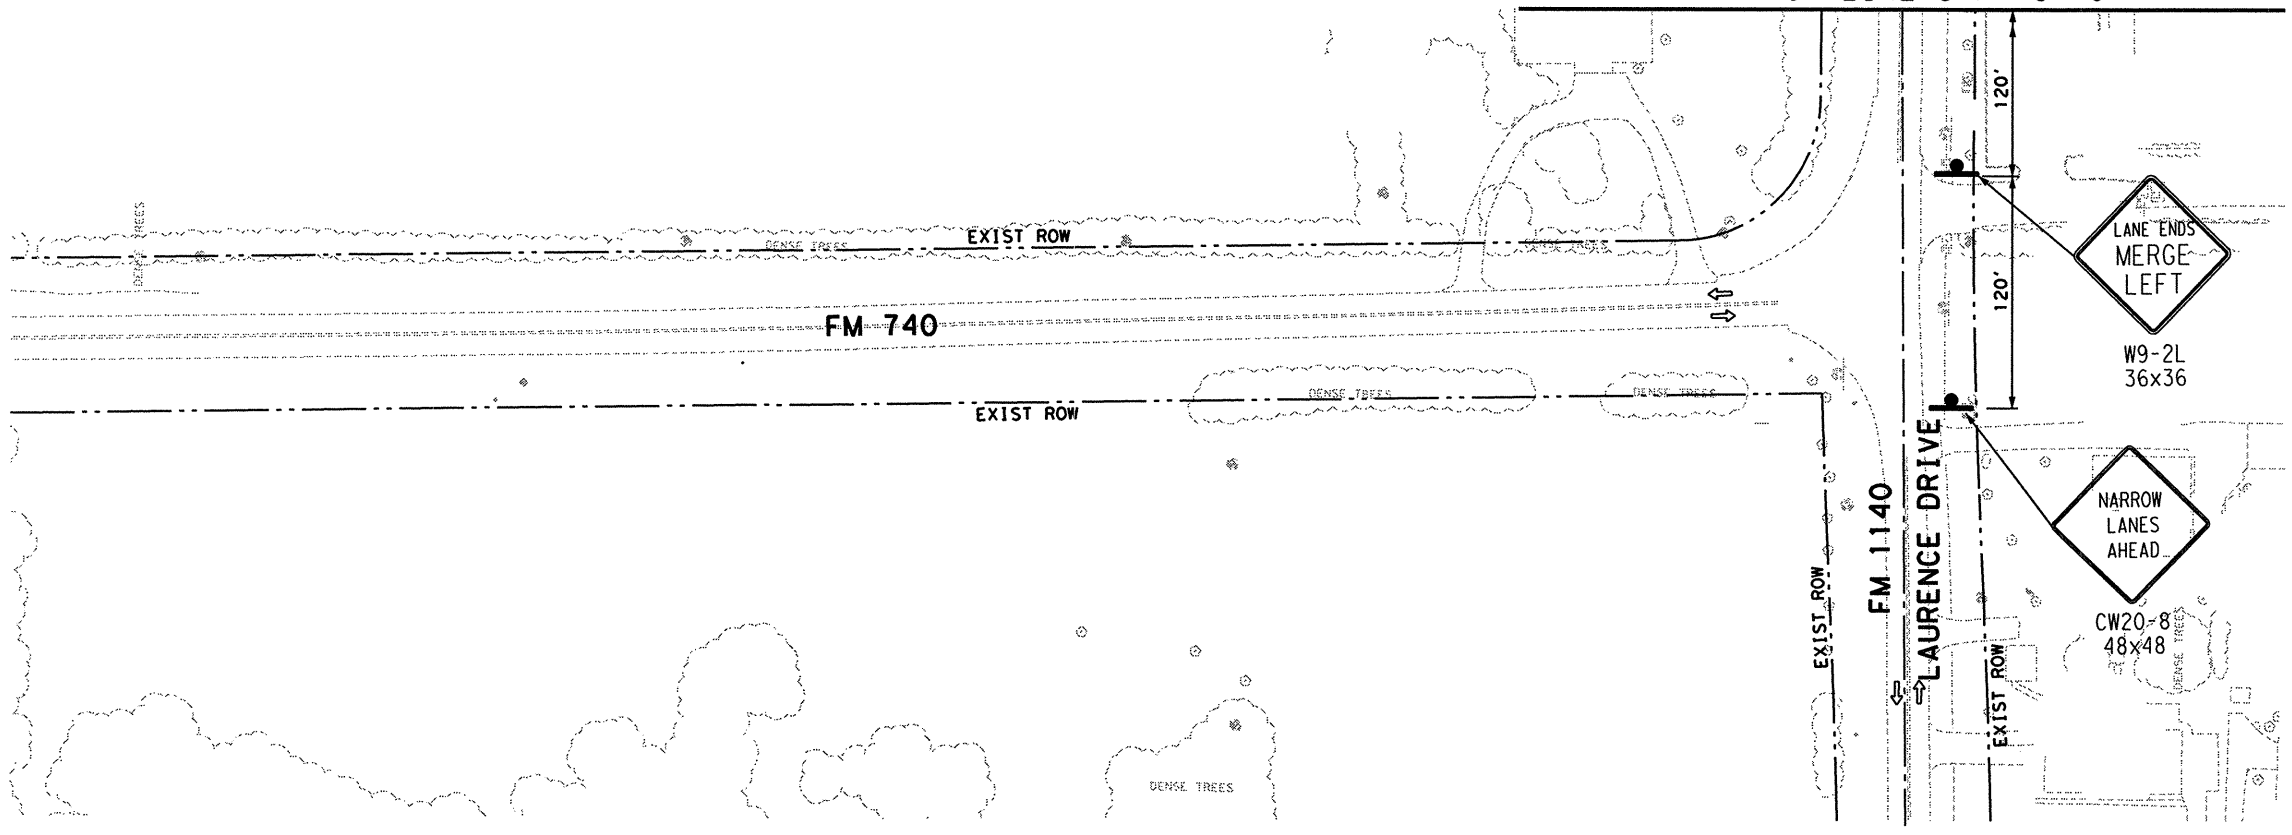 120'
120'
LANE ENDS
MERGE
LEFT
W9-2L
36x36
DENSE TREES
DENSE TREES
EXIST ROW
DENSE TREES
FM 740
DENSE TREES
DENSE TREES
EXIST ROW
NARROW
LANES
AHEAD
CW20-8
48x48
FM 1140
LAURENCE DRIVE
EXIST ROW
EXIST ROW
DENSE TREES
DENSE TREES